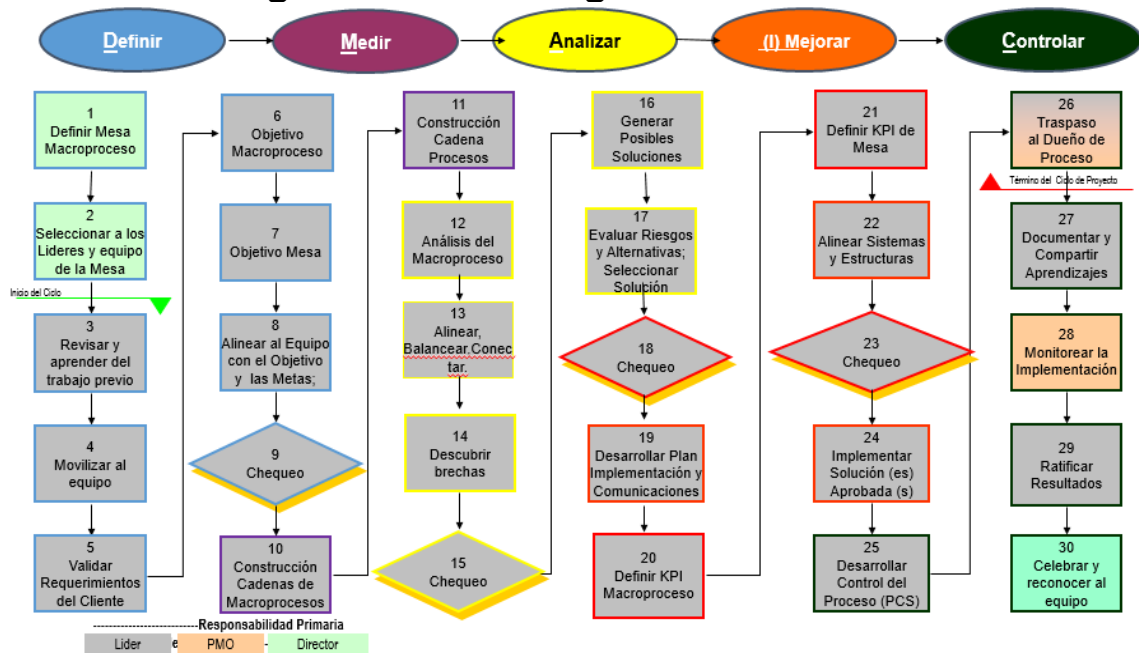 Definir
Medir
Analizar
(I) Mejorar
Controlar
1
Definir Mesa
Macroproceso
2
Seleccionar a los
Lideres y equipo
de la Mesa
Inicio del Ciclo
3
Revisar y
aprender del
trabajo previo
4
Movilizar al
equipo
5
Validar
Requerimientos
del Cliente
6
Objetivo
Macroproceso
7
Objetivo Mesa
8
Alinear al Equipo
con el Objetivo
y las Metas;
9
Chequeo
10
Construcción
Cadenas de
Macroprocesos
11
Construcción
Cadena
Procesos
12
Análisis del
Macroproceso
13
Alinear,
Balancear.Conec
tar.
14
Descubrir
brechas
15
Chequeo
16
Generar
Posibles
Soluciones
17
Evaluar Riesgos
y Alternativas;
Seleccionar
Solución
18
Chequeo
19
Desarrollar Plan
Implementación y
Comunicaciones
20
Definir KPI
Macroproceso
21
Definir KPI de
Mesa
22
Alinear Sistemas
y Estructuras
23
Chequeo
24
Implementar
Solución (es)
Aprobada (s)
25
Desarrollar
Control del
Proceso (PCS)
26
Traspaso
al Dueño de
Proceso
Término del Ciclo de Proyecto
27
Documentar y
Compartir
Aprendizajes
28
Monitorear la
Implementación
29
Ratificar
Resultados
30
Celebrar y
reconocer al
equipo
--------------------------Responsabilidad Primaria
Lider e PMO - Director